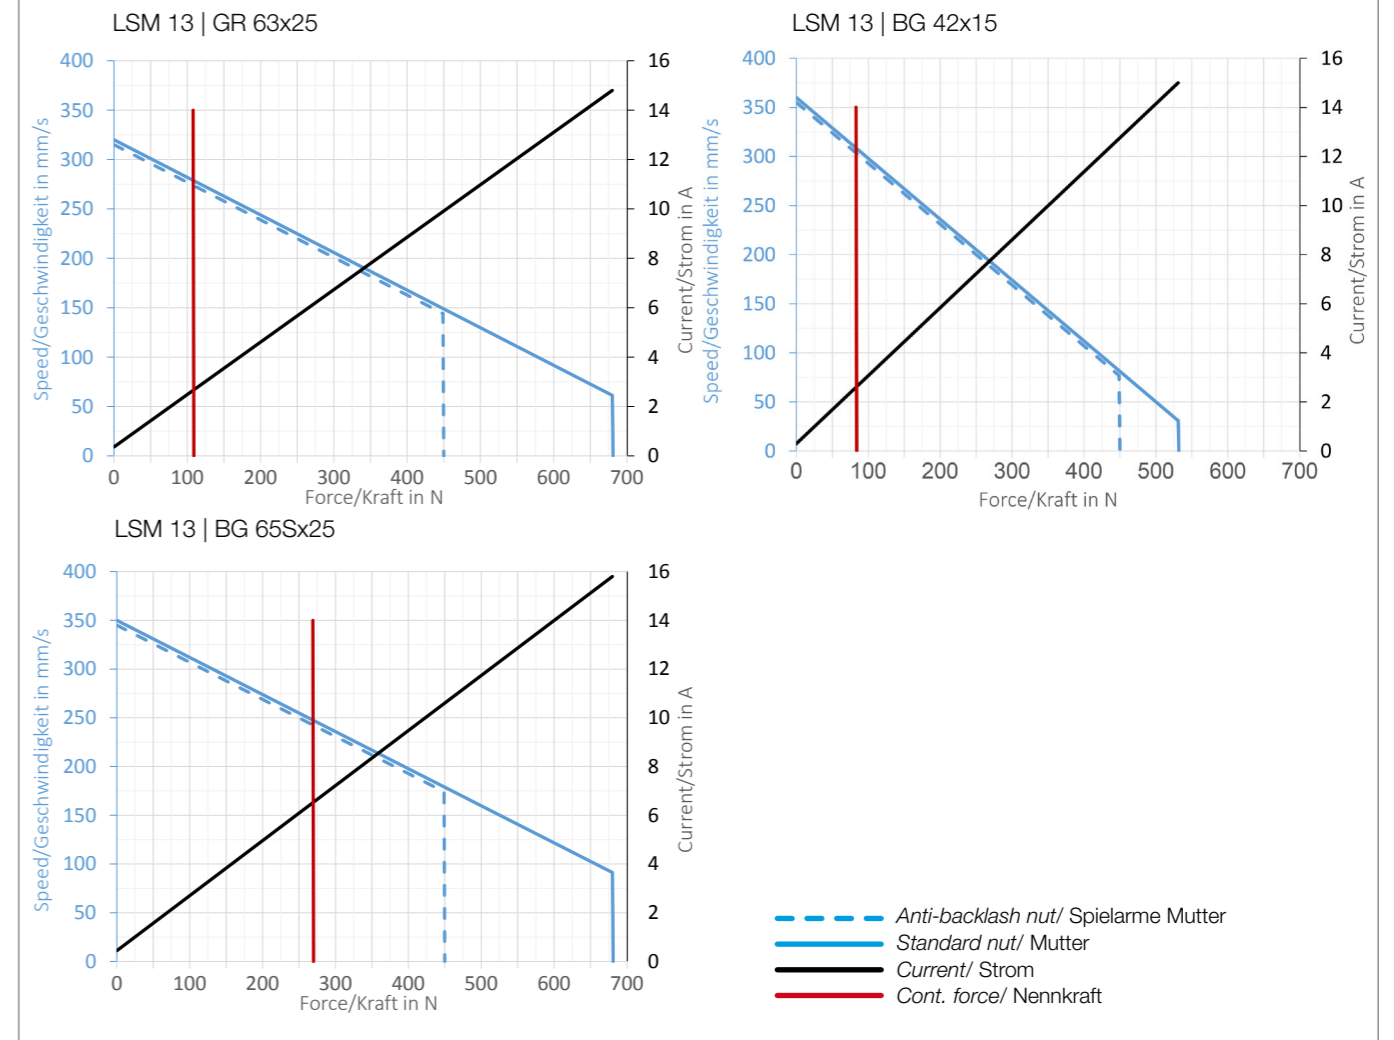 LSM 13 | GR 63x25
400
350
300
250
200
150
100
50
0
Speed/Geschwindigkeit in mm/s
16
14
12
10
8
6
4
2
0
Current/Strom in A
0 100 200 300 400 500 600 700
Force/Kraft in N
LSM 13 | BG 42x15
400
350
300
250
200
150
100
50
0
Speed/Geschwindigkeit in mm/s
16
14
12
10
8
6
4
2
0
Current/Strom in A
0 100 200 300 400 500 600 700
Force/Kraft in N
LSM 13 | BG 65Sx25
400
350
300
250
200
150
100
50
0
Speed/Geschwindigkeit in mm/s
16
14
12
10
8
6
4
2
0
Current/Strom in A
0 100 200 300 400 500 600 700
Force/Kraft in N
Anti-backlash nut/ Spielarme Mutter
Standard nut/ Mutter
Current/ Strom
Cont. force/ Nennkraft